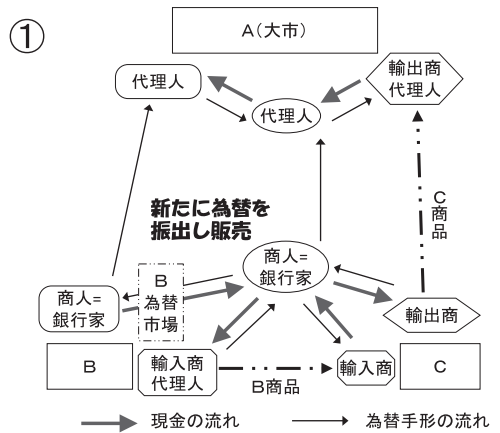 ①
A(大市)
代理人
代理人
輸出商
代理人
C商品
新たに為替を
振出し販売
商人=
銀行家
B
為替
市場
商人=
銀行家
輸出商
B
輸入商
代理人
B商品
輸入商
C
現金の流れ
為替手形の流れ